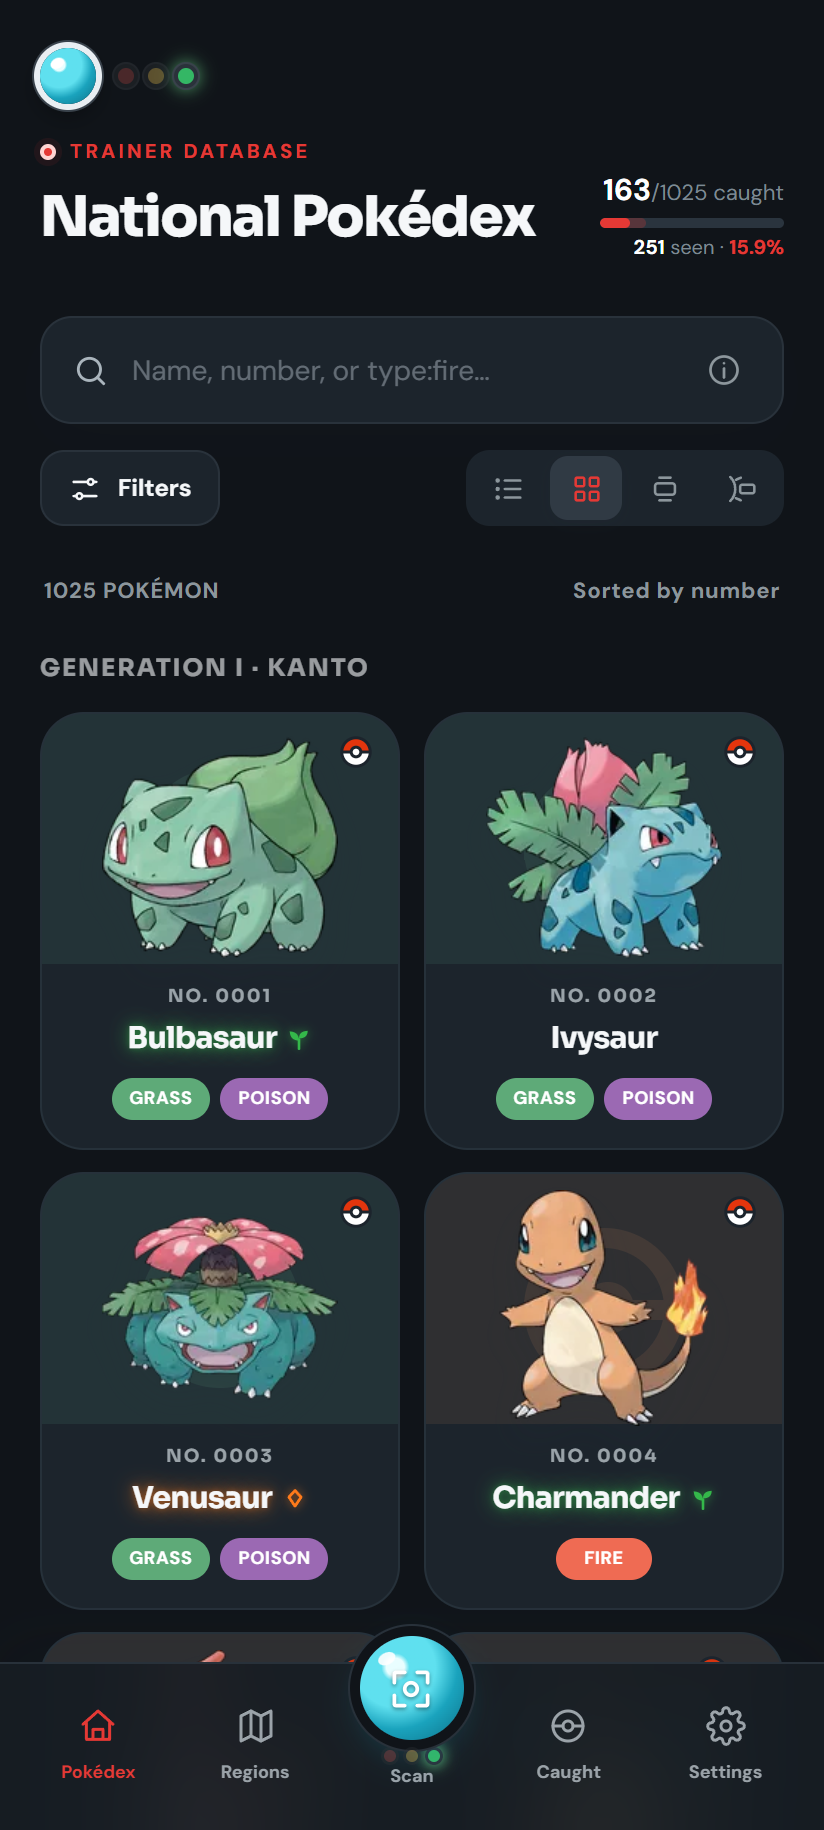 TRAINER DATABASE
National Pokédex
163/1025 caught
251 seen · 15.9%
Name, number, or type:fire...
Filters
1025 POKÉMON
Sorted by number
GENERATION I · KANTO
NO. 0001
Bulbasaur
GRASS POISON
NO. 0002
Ivysaur
GRASS POISON
NO. 0003
Venusaur
GRASS POISON
NO. 0004
Charmander
FIRE
Pokédex
Regions
Scan
Caught
Settings